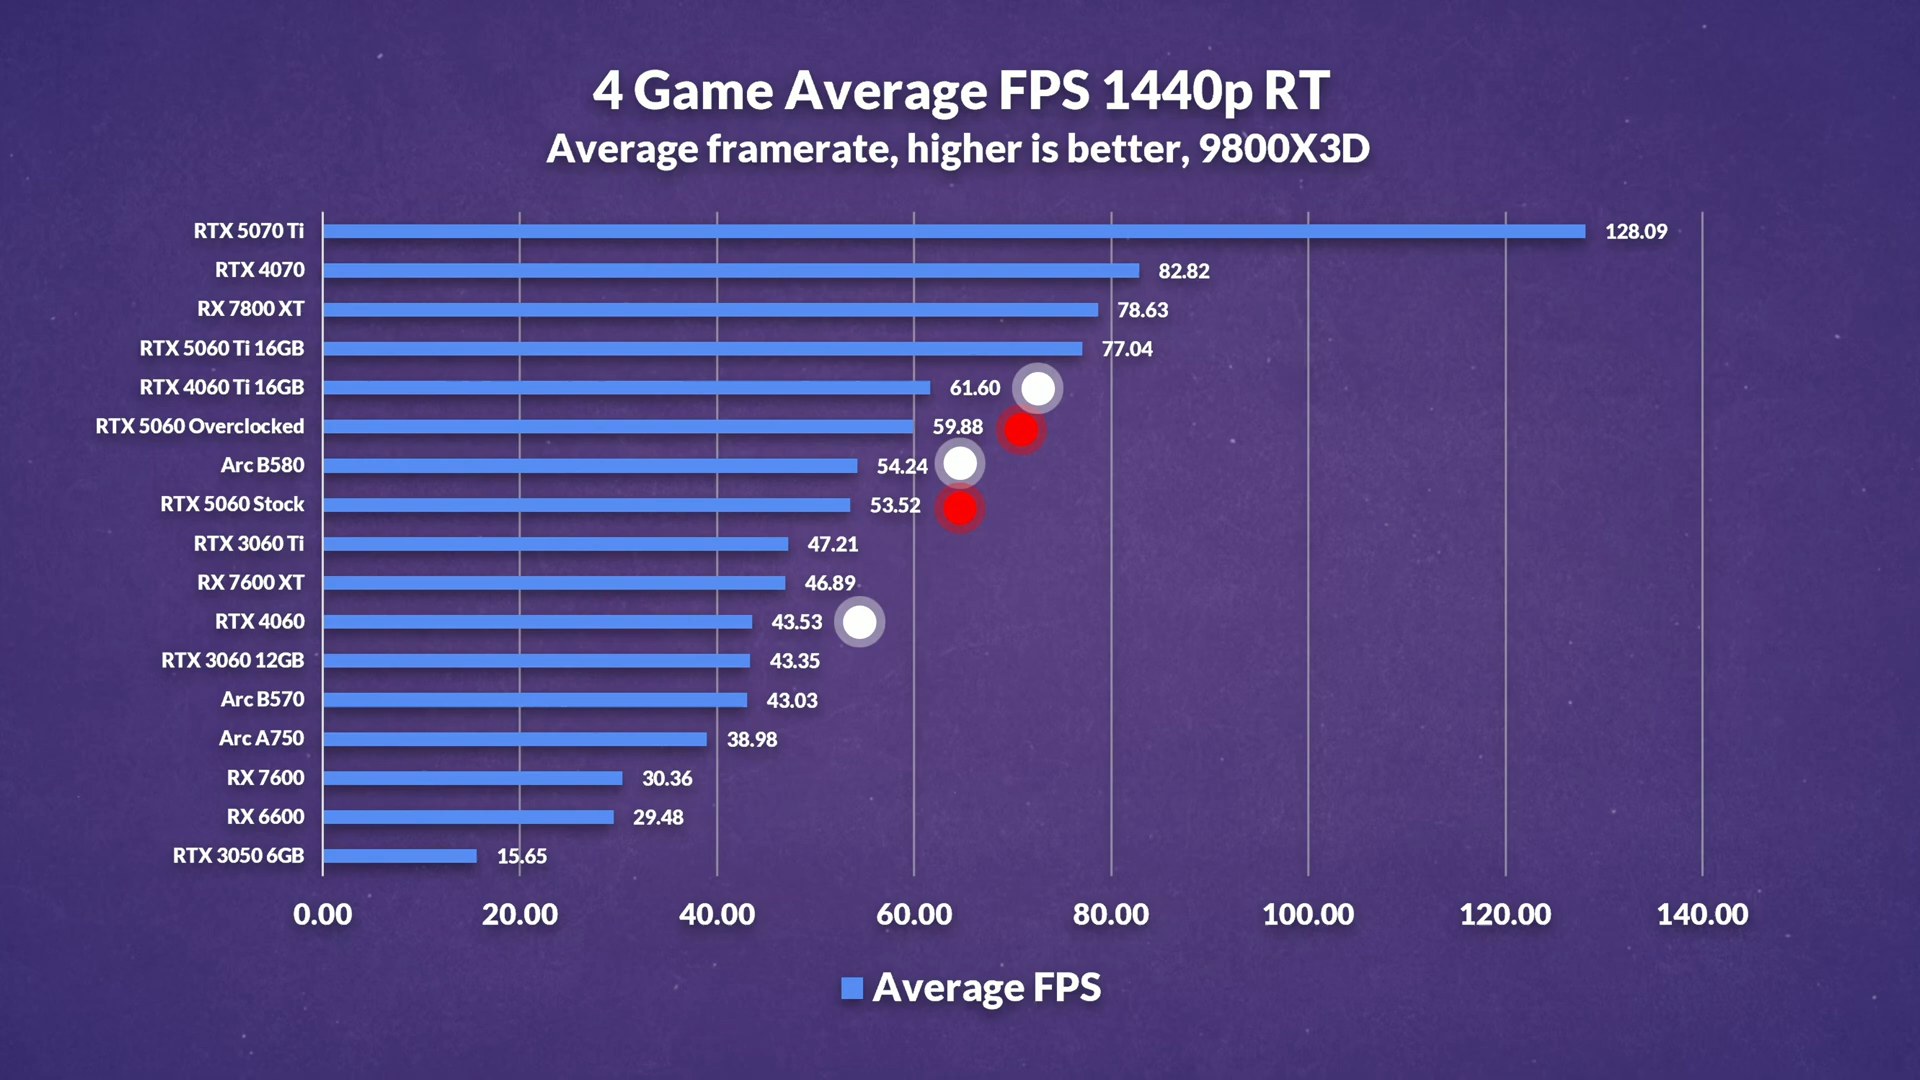 4 Game Average FPS 1440p RT
Average framerate, higher is better, 9800X3D
RTX 5070 Ti 128.09
RTX 4070 82.82
RX 7800 XT 78.63
RTX 5060 Ti 16GB 77.04
RTX 4060 Ti 16GB 61.60
RTX 5060 Overclocked 59.88
Arc B580 54.24
RTX 5060 Stock 53.52
RTX 3060 Ti 47.21
RX 7600 XT 46.89
RTX 4060 43.53
RTX 3060 12GB 43.35
Arc B570 43.03
Arc A750 38.98
RX 7600 30.36
RX 6600 29.48
RTX 3050 6GB 15.65
0.00 20.00 40.00 60.00 80.00 100.00 120.00 140.00
Average FPS